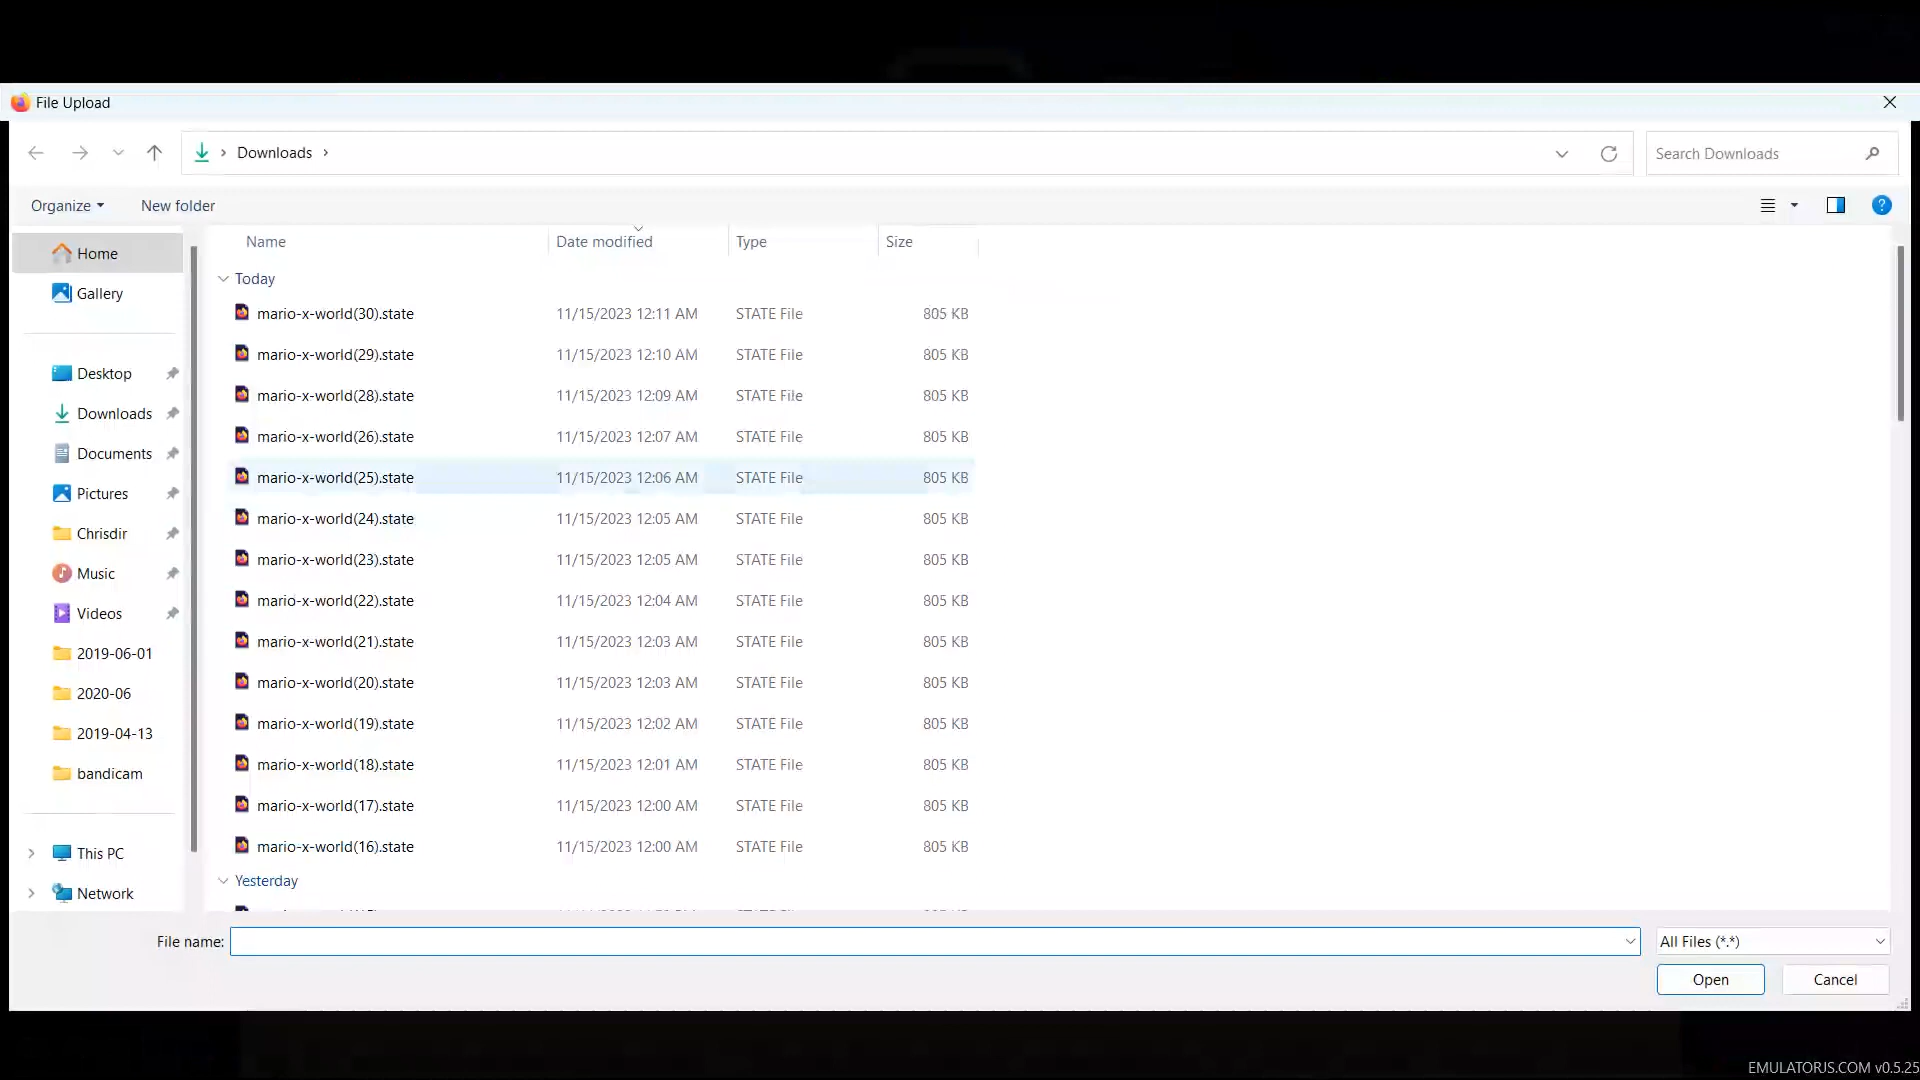 File Upload
Downloads
Search Downloads
Organize
New folder
Name Date modified Type Size
Home
Gallery
Desktop
Downloads
Documents
Pictures
Chrisdir
Music
Videos
2019-06-01
2020-06
2019-04-13
bandicam
This PC
Network
Today
mario-x-world(30).state 11/15/2023 12:11 AM STATE File 805 KB
mario-x-world(29).state 11/15/2023 12:10 AM STATE File 805 KB
mario-x-world(28).state 11/15/2023 12:09 AM STATE File 805 KB
mario-x-world(26).state 11/15/2023 12:07 AM STATE File 805 KB
mario-x-world(25).state 11/15/2023 12:06 AM STATE File 805 KB
mario-x-world(24).state 11/15/2023 12:05 AM STATE File 805 KB
mario-x-world(23).state 11/15/2023 12:05 AM STATE File 805 KB
mario-x-world(22).state 11/15/2023 12:04 AM STATE File 805 KB
mario-x-world(21).state 11/15/2023 12:03 AM STATE File 805 KB
mario-x-world(20).state 11/15/2023 12:03 AM STATE File 805 KB
mario-x-world(19).state 11/15/2023 12:02 AM STATE File 805 KB
mario-x-world(18).state 11/15/2023 12:01 AM STATE File 805 KB
mario-x-world(17).state 11/15/2023 12:00 AM STATE File 805 KB
mario-x-world(16).state 11/15/2023 12:00 AM STATE File 805 KB
Yesterday
File name:
All Files (*.*)
Open
Cancel
EMULATORJS.COM v0.5.25